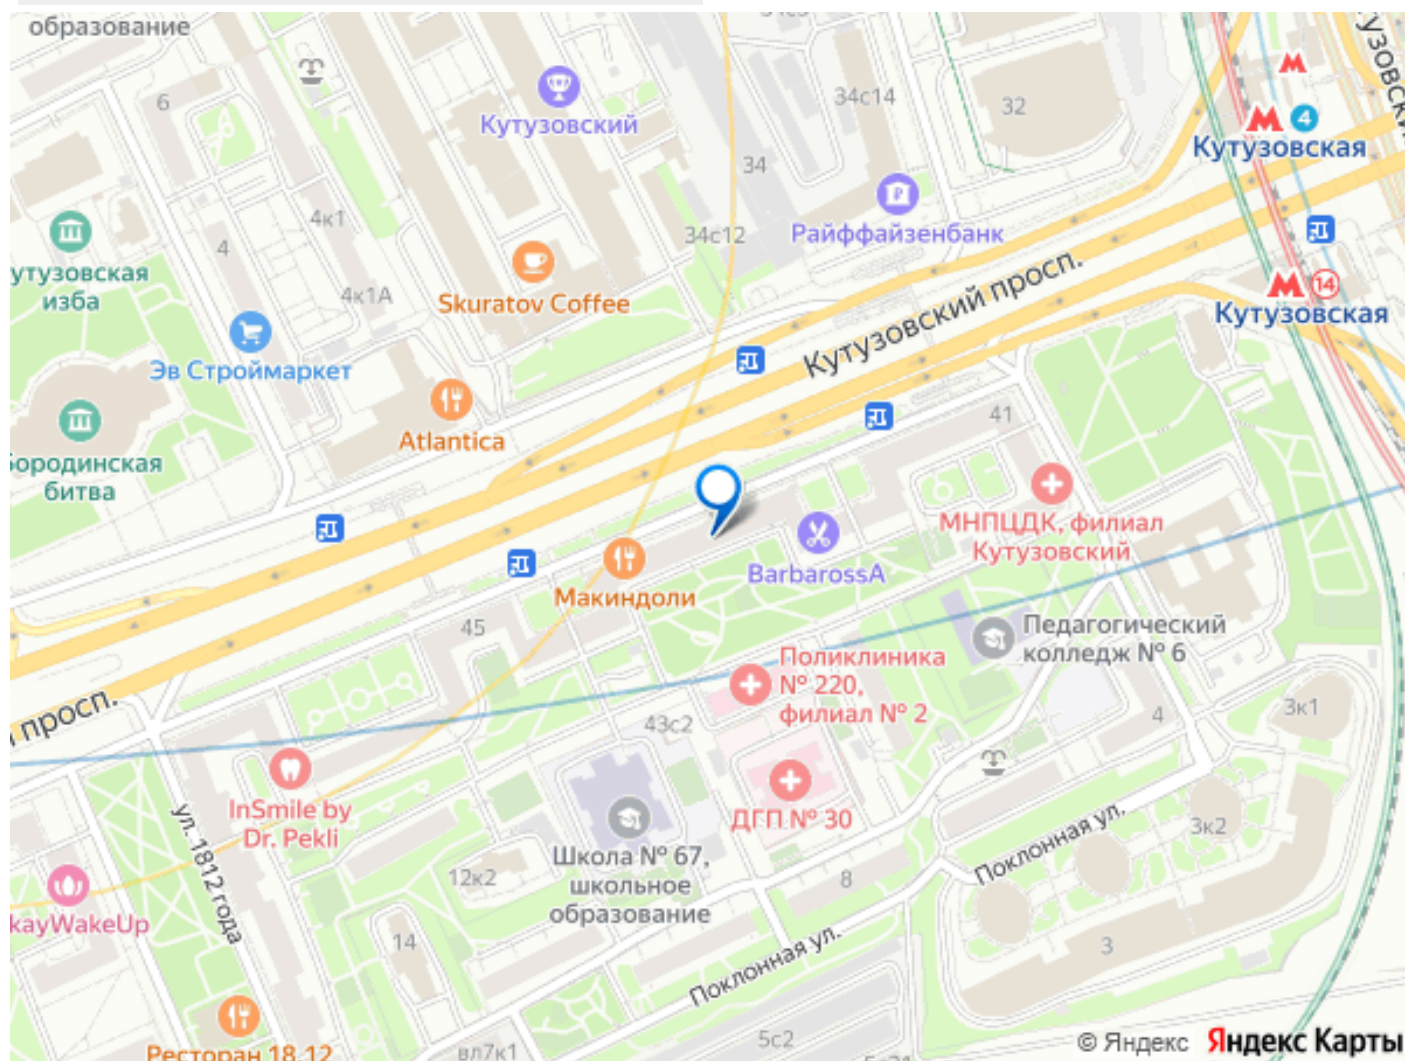 образование
6
Кутузовский
34с14
32
4
Кутузовская
34
4к1
4
34с12
Райффайзенбанк
утузовская
изба
4к1А
Skuratov Coffee
Кутузовский просп.
14
Кутузовская
Эв Строймаркет
Atlantica
41
Бородинская
битва
МНПЦДК, филиал
Кутузовский
BarbarossA
Макиндоли
45
Педагогический
колледж № 6
Поликлиника
№ 220,
филиал № 2
просп.
43с2
4
3к1
InSmile by
Dr. Pekli
ул. 1812 года
ДГП № 30
Поклонная ул.
3к2
Школа № 67,
школьное
образование
12к2
8
kayWakeUp
14
3
Поклонная ул.
Ресторан 18.12
вл7к1
5с2
© Яндекс Яндекс Карты